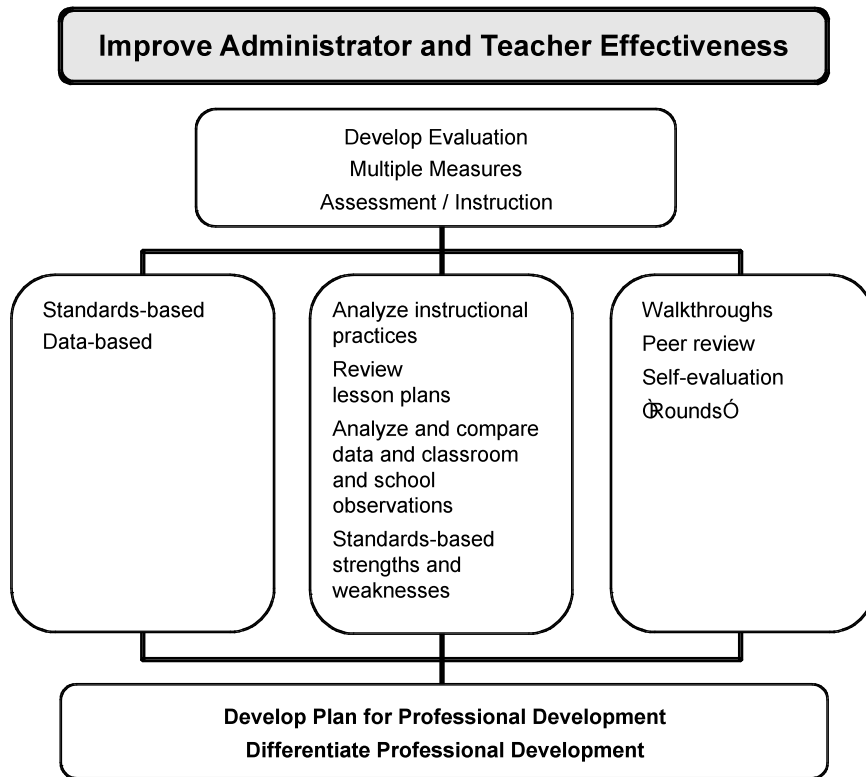 Improve Administrator and Teacher Effectiveness
Develop Evaluation
Multiple Measures
Assessment / Instruction
Standards-based
Data-based
Analyze instructional
practices
Review
lesson plans
Analyze and compare
data and classroom
and school
observations
Standards-based
strengths and
weaknesses
Walkthroughs
Peer review
Self-evaluation
ÒRoundsÓ
Develop Plan for Professional Development
Differentiate Professional Development